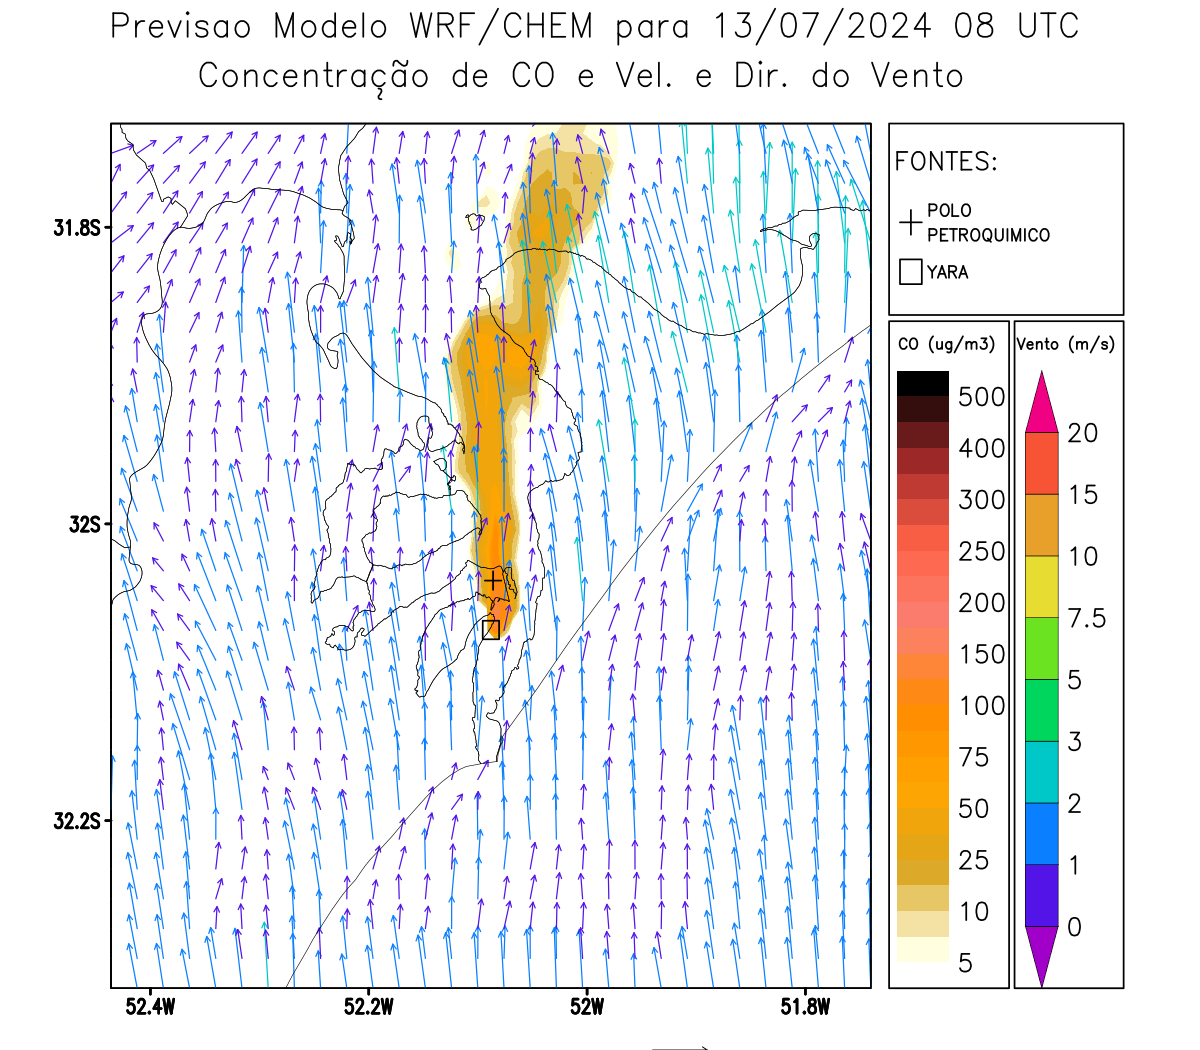 Previsao Modelo WRF/CHEM para 13/07/2024 08 UTC
Concentração de CO e Vel. e Dir. do Vento
FONTES:
POLO
PETROQUIMICO
YARA
CO (ug/m3)
500
400
300
250
200
150
100
75
50
25
10
5
Vento (m/s)
20
15
10
7.5
5
3
2
1
0
31.8S
32S
32.2S
52.4W
52.2W
52W
51.8W